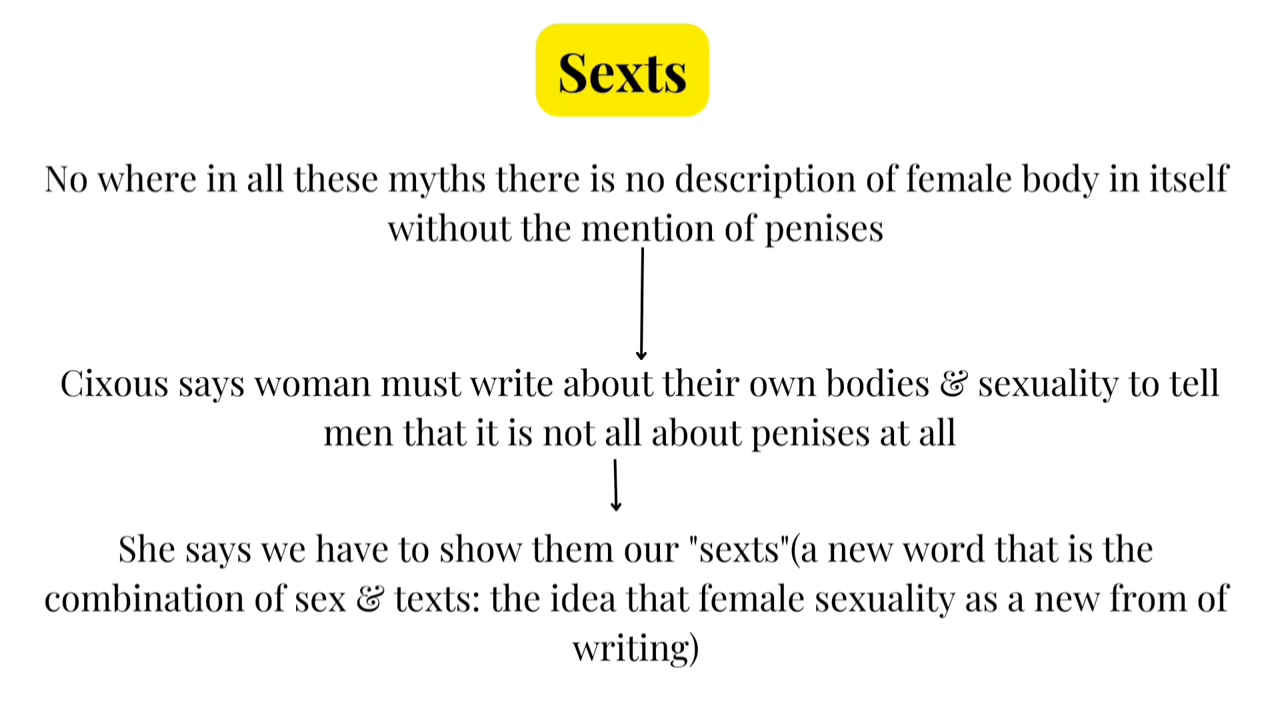 Sexts
No where in all these myths there is no description of female body in itself
without the mention of penises
Cixous says woman must write about their own bodies & sexuality to tell
men that it is not all about penises at all
She says we have to show them our "sexts"(a new word that is the
combination of sex & texts: the idea that female sexuality as a new from of
writing)